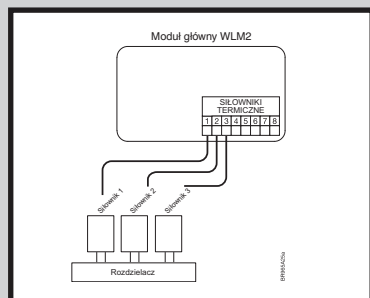 Moduł główny WLM2
SIŁOWNIKI
TERMICZNE
1 2 3 4 5 6 7 8
Siłownik 1
Siłownik 2
Siłownik 3
Rozdzielacz